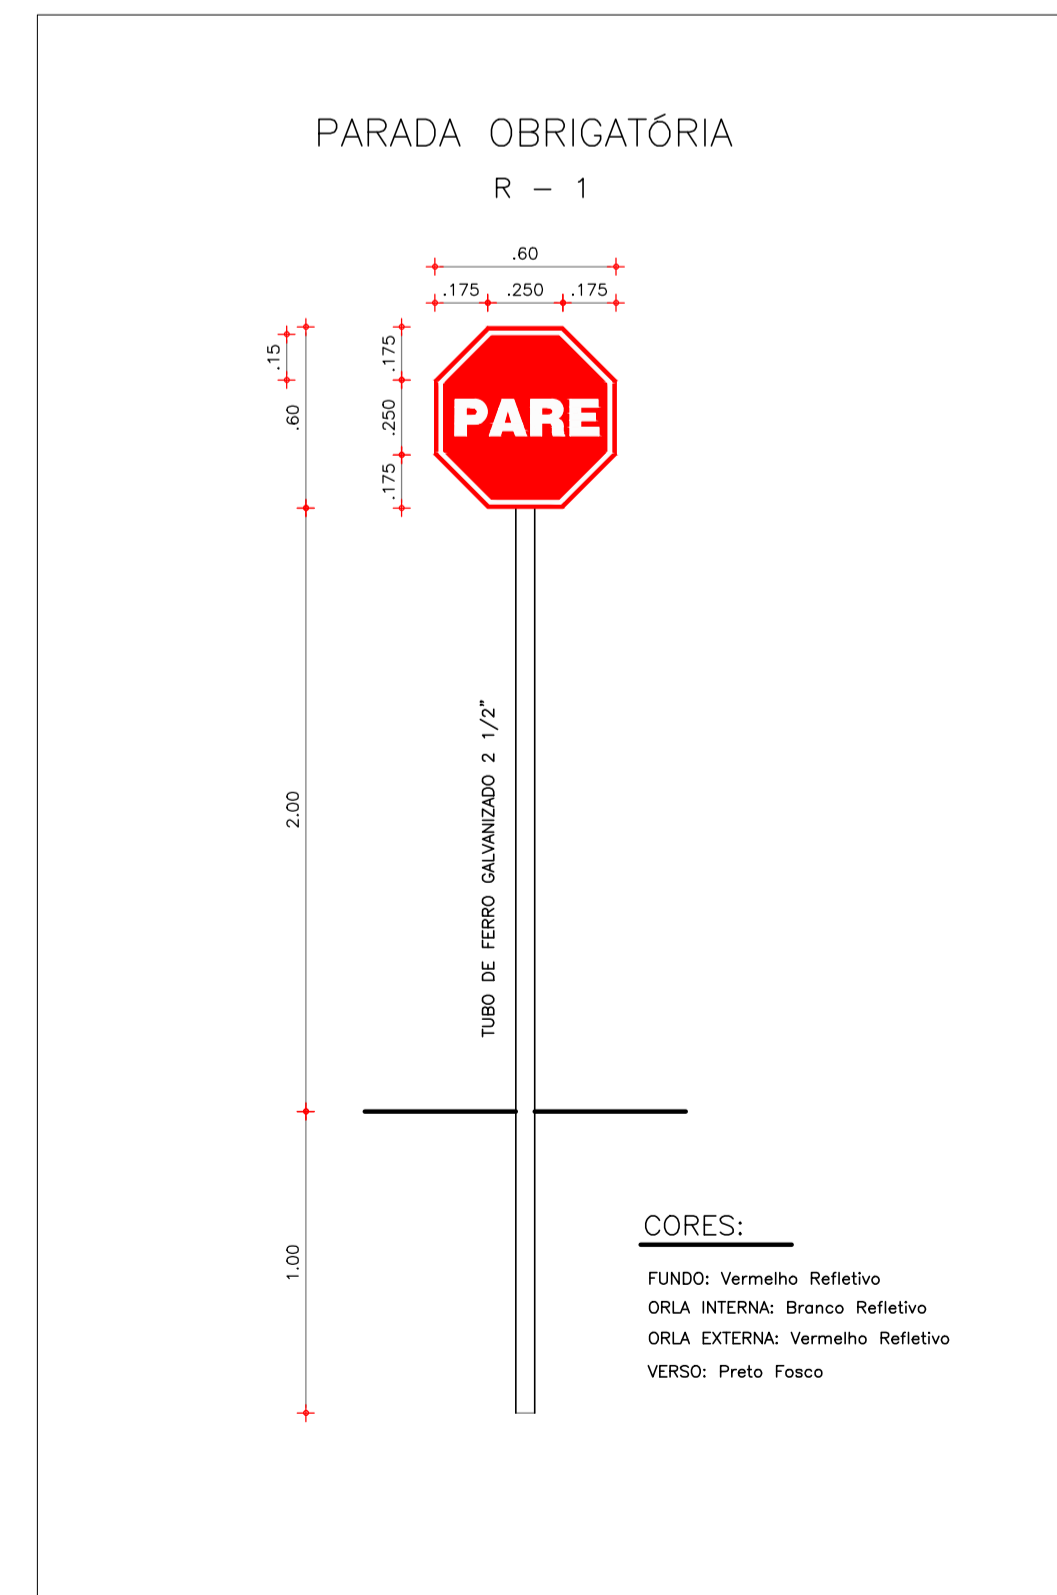 PARADA OBRIGATÓRIA
R - 1
.60
.175 .250 .175
.15
.60
.175
.250
.175
PARE
TUBO DE FERRO GALVANIZADO 2 1/2"
2.00
1.00
CORES:
FUNDO: Vermelho Refletivo
ORLA INTERNA: Branco Refletivo
ORLA EXTERNA: Vermelho Refletivo
VERSO: Preto Fosco